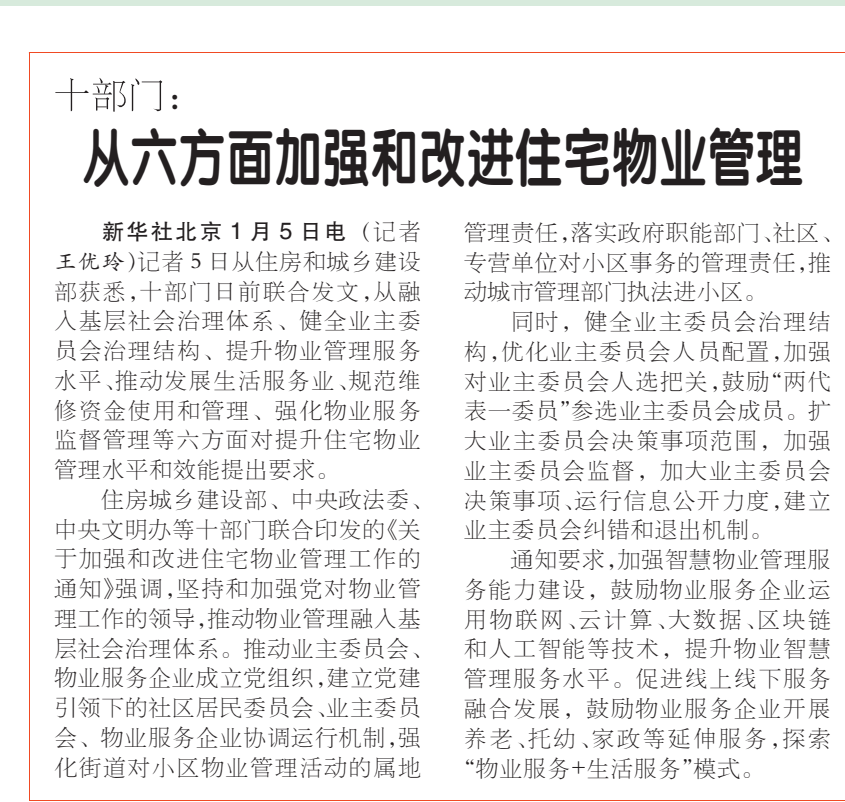 十部门：
从六方面加强和改进住宅物业管理
新华社北京1月5日电（记者
王优玲）记者5日从住房和城乡建设
部获悉，十部门日前联合发文，从融
入基层社会治理体系、健全业主委
员会治理结构、提升物业管理服务
水平、推动发展生活服务业、规范维
修资金使用和管理、强化物业服务
监督管理等六方面对提升住宅物业
管理水平和效能提出要求。
住房城乡建设部、中央政法委、
中央文明办等十部门联合印发的《关
于加强和改进住宅物业管理工作的
通知》强调，坚持和加强党对物业管
理工作的领导，推动物业管理融入基
层社会治理体系。推动业主委员会、
物业服务企业成立党组织，建立党建
引领下的社区居民委员会、业主委员
会、物业服务企业协调运行机制，强
化街道对小区物业管理活动的属地
管理责任，落实政府职能部门、社区、
专营单位对小区事务的管理责任，推
动城市管理部门执法进小区。
同时，健全业主委员会治理结
构，优化业主委员会人员配置，加强
对业主委员会人选把关，鼓励“两代
表一委员”参选业主委员会成员。扩
大业主委员会决策事项范围，加强
业主委员会监督，加大业主委员会
决策事项、运行信息公开力度，建立
业主委员会纠错和退出机制。
通知要求，加强智慧物业管理服
务能力建设，鼓励物业服务企业运
用物联网、云计算、大数据、区块链
和人工智能等技术，提升物业智慧
管理服务水平。促进线上线下服务
融合发展，鼓励物业服务企业开展
养老、托幼、家政等延伸服务，探索
“物业服务+生活服务”模式。